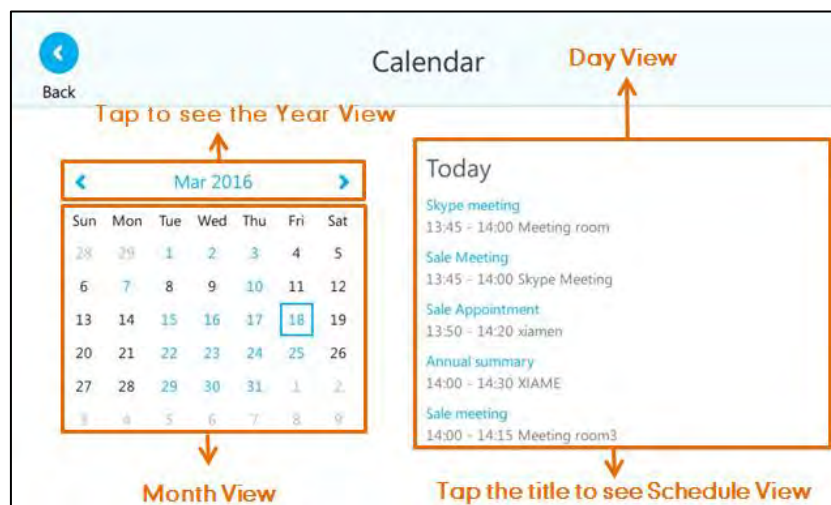 Calendar
Day View
Back
Tap to see the Year View
Mar 2016
Sun Mon Tue Wed Thu Fri Sat
28 29 1 2 3 4 5
6 7 8 9 10 11 12
13 14 15 16 17 18 19
20 21 22 23 24 25 26
27 28 29 30 31 1 2
3 4 5 6 7 8 9
Month View
Today
Skype meeting
13:45 - 14:00 Meeting room
Sale Meeting
13:45 - 14:00 Skype Meeting
Sale Appointment
13:50 - 14:20 xiamen
Annual summary
14:00 - 14:30 XIAME
Sale meeting
14:00 - 14:15 Meeting room3
Tap the title to see Schedule View